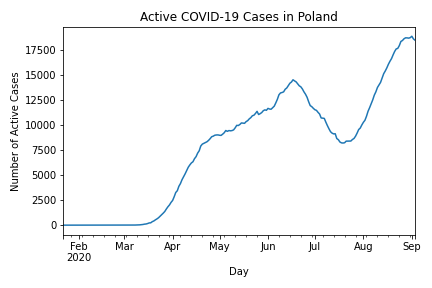 Active COVID-19 Cases in Poland
Number of Active Cases
17500
15000
12500
10000
7500
5000
2500
0
Feb Mar Apr May Jun Jul Aug Sep
2020
Day